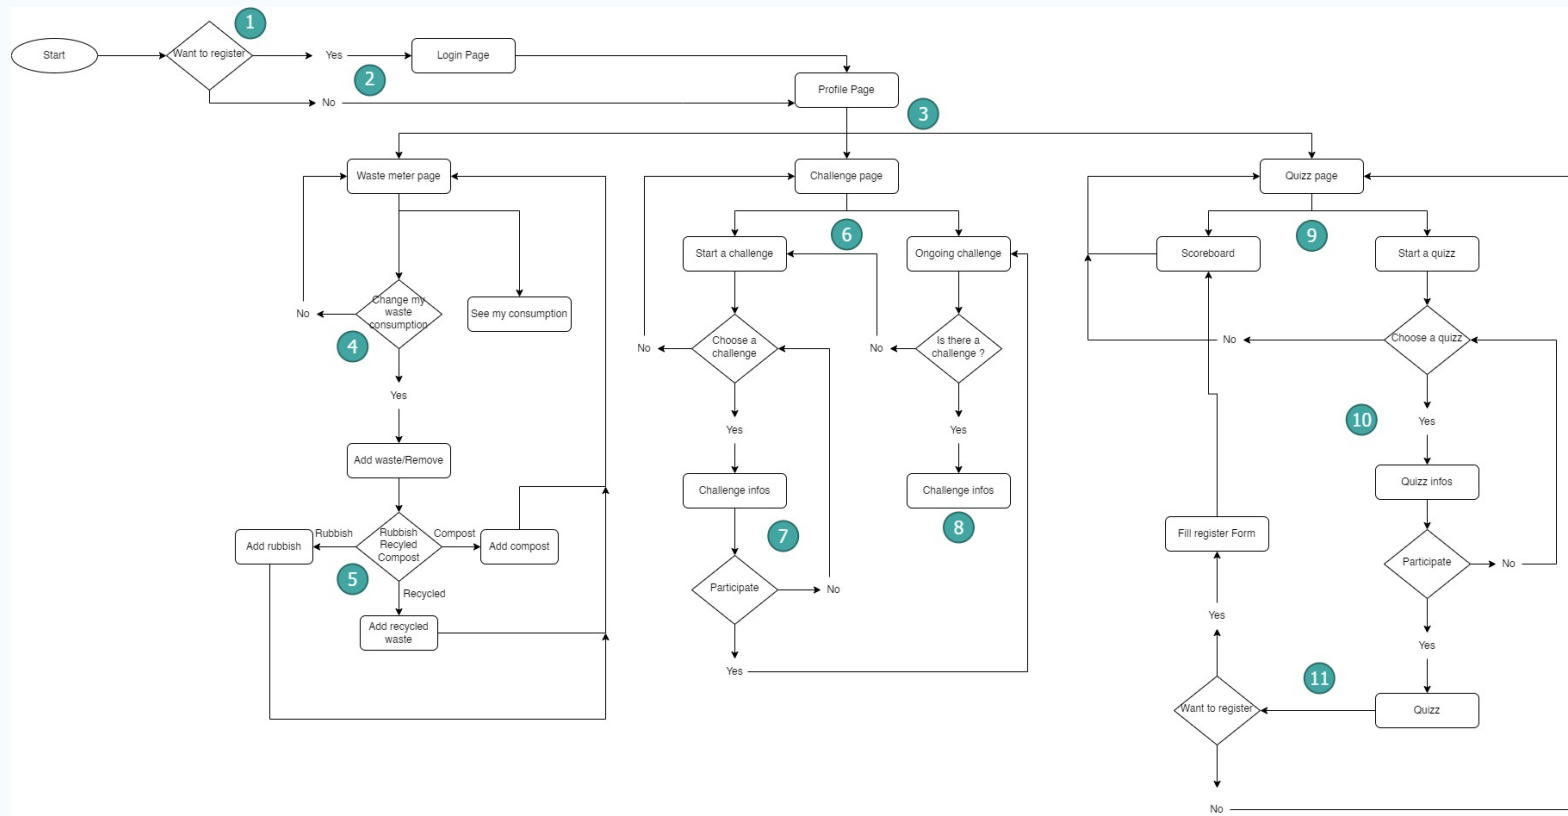 1
Start
Want to register
Yes
Login Page
2
No
Profile Page
3
Waste meter page
Challenge page
Quizz page
6
9
Start a challenge
Ongoing challenge
Scoreboard
Start a quizz
No
Change my
waste
consumption
See my consumption
4
No
Choose a
challenge
No
Is there a
challenge ?
No
Choose a quizz
Yes
Yes
Yes
10
Yes
Add waste/Remove
Challenge infos
Challenge infos
Quizz infos
Rubbish
Rubbish
Recyled
Compost
Compost
Add rubbish
Add compost
7
8
Fill register Form
5
Recycled
Participate
No
Participate
No
Add recycled
waste
Yes
Yes
Yes
11
Want to register
Quizz
No